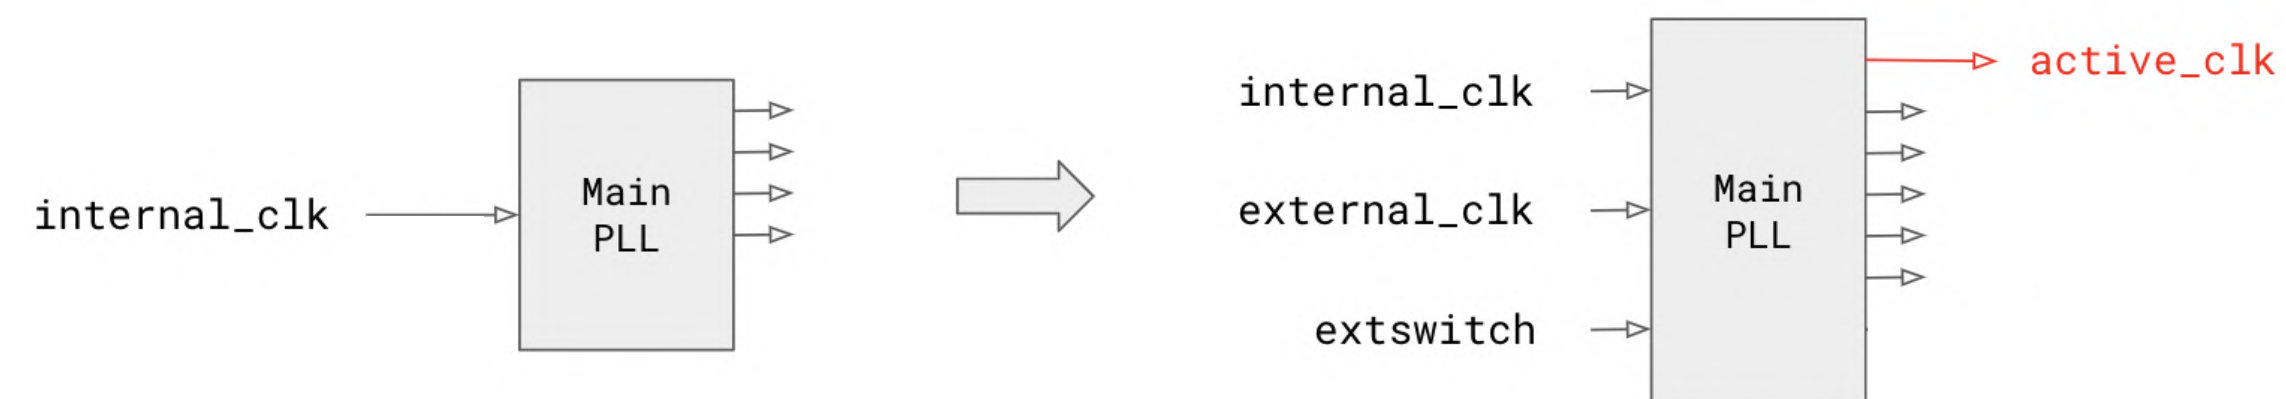 internal_clk
Main
PLL
internal_clk
external_clk
extswitch
Main
PLL
active_clk